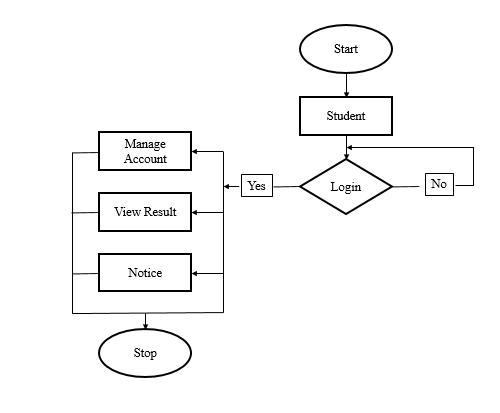 Start
Student
Login
No
Yes
Manage
Account
View Result
Notice
Stop